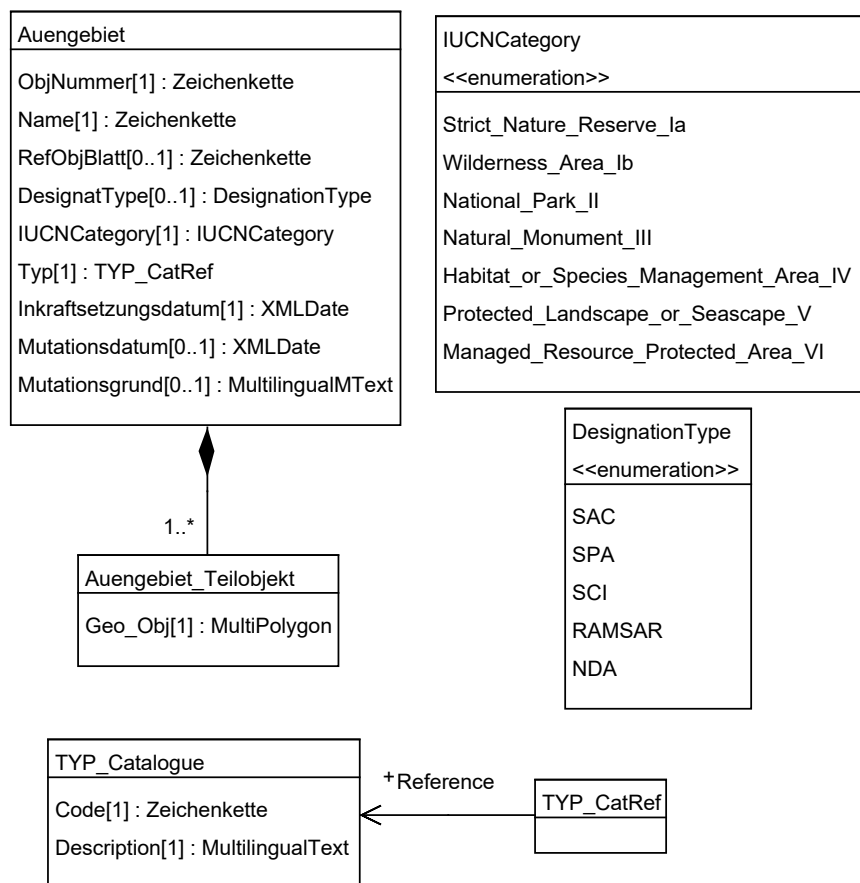 Auengebiet
ObjNummer[1] : Zeichenkette
Name[1] : Zeichenkette
RefObjBlatt[0..1] : Zeichenkette
DesignatType[0..1] : DesignationType
IUCNCategory[1] : IUCNCategory
Typ[1] : TYP_CatRef
Inkraftsetzungsdatum[1] : XMLDate
Mutationsdatum[0..1] : XMLDate
Mutationsgrund[0..1] : MultilingualMText
IUCNCategory
<<enumeration>>
Strict_Nature_Reserve_Ia
Wilderness_Area_Ib
National_Park_II
Natural_Monument_III
Habitat_or_Species_Management_Area_IV
Protected_Landscape_or_Seascape_V
Managed_Resource_Protected_Area_VI
1..*
Auengebiet_Teilobjekt
Geo_Obj[1] : MultiPolygon
DesignationType
<<enumeration>>
SAC
SPA
SCI
RAMSAR
NDA
TYP_Catalogue
Code[1] : Zeichenkette
Description[1] : MultilingualText
+Reference
TYP_CatRef